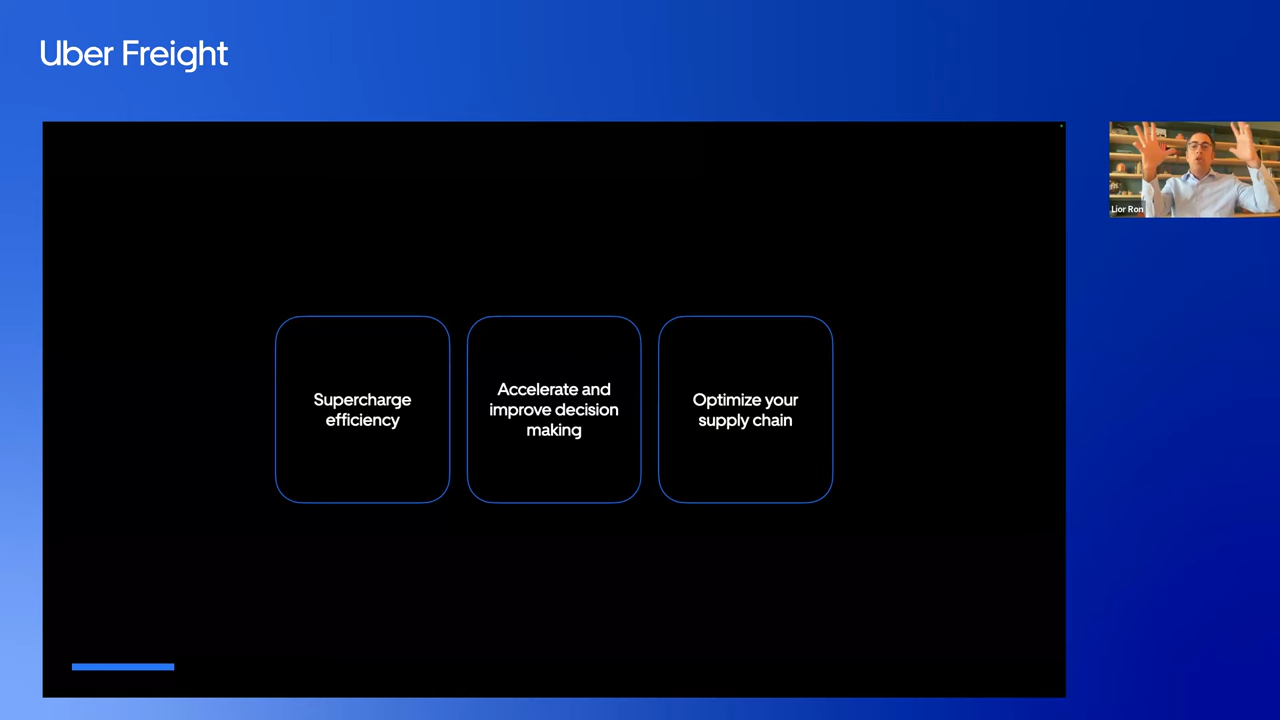 Uber Freight
Lior Ron
Supercharge
efficiency
Accelerate and
improve decision
making
Optimize your
supply chain